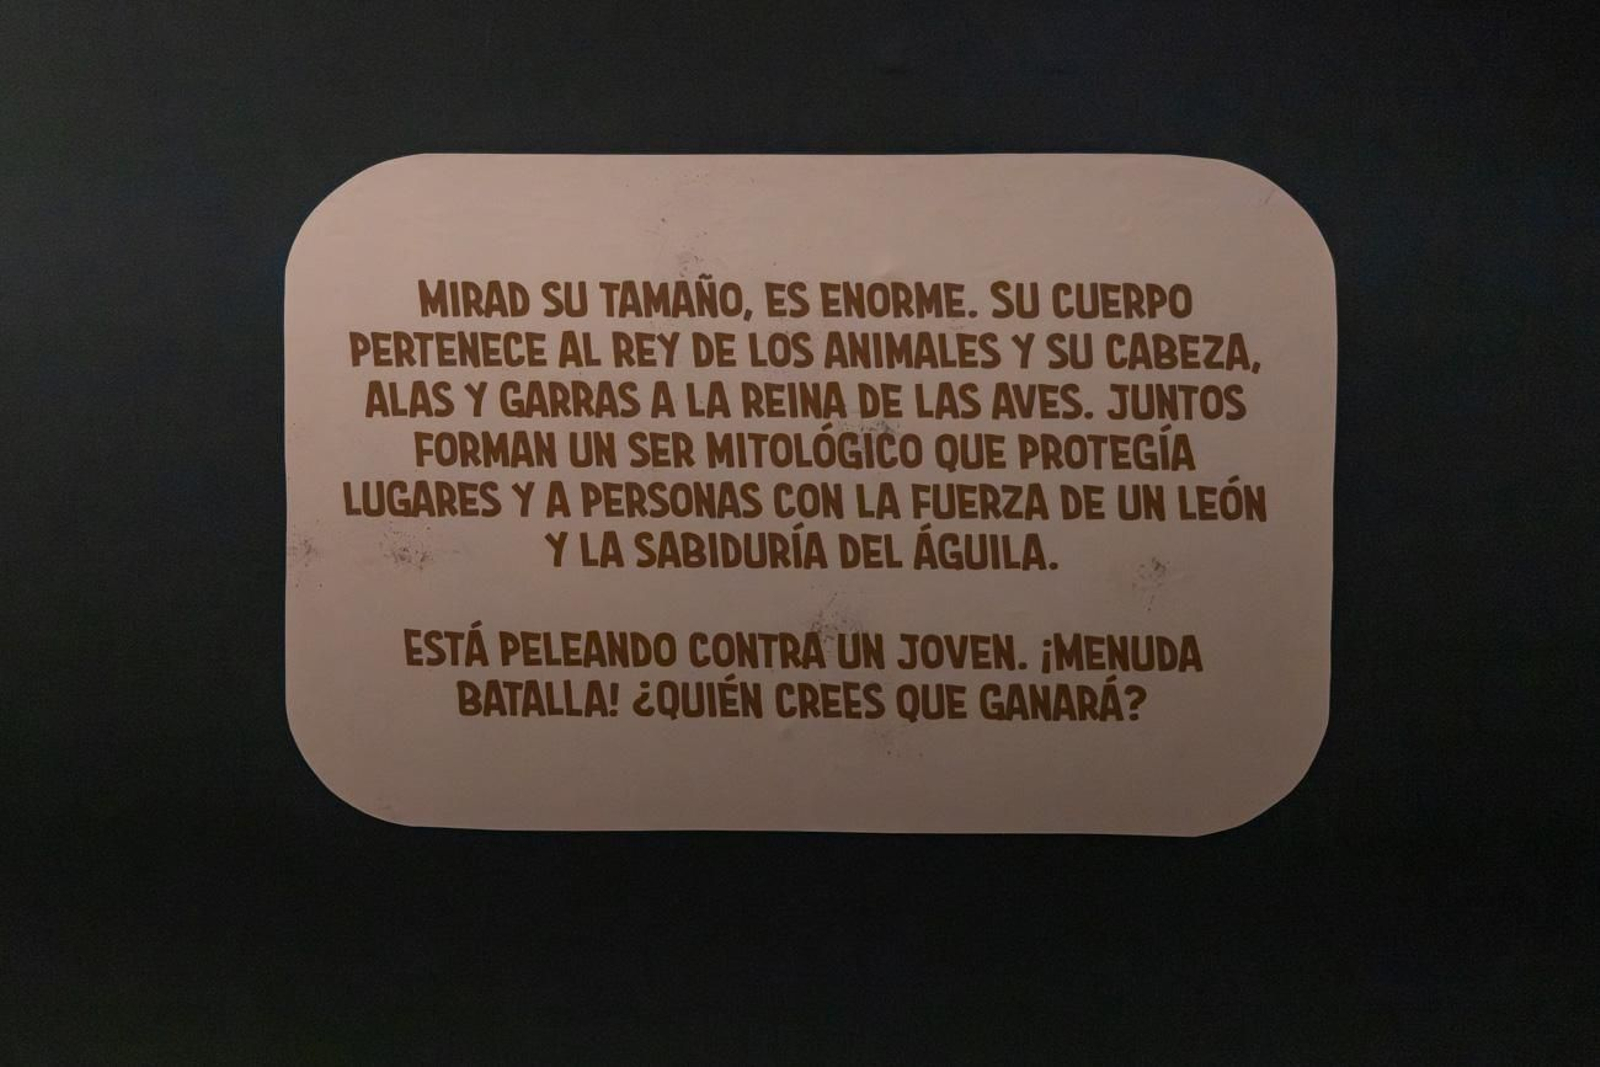 MIRAD SU TAMAÑO, ES ENORME. SU CUERPO
PERTENECE AL REY DE LOS ANIMALES Y SU CABEZA,
ALAS Y GARRAS A LA REINA DE LAS AVES. JUNTOS
FORMAN UN SER MITOLÓGICO QUE PROTEGÍA
LUGARES Y A PERSONAS CON LA FUERZA DE UN LEÓN
Y LA SABIDURÍA DEL ÁGUILA.
ESTÁ PELEANDO CONTRA UN JOVEN. ¡MENUDA
BATALLA! ¿QUIÉN CREES QUE GANARÁ?